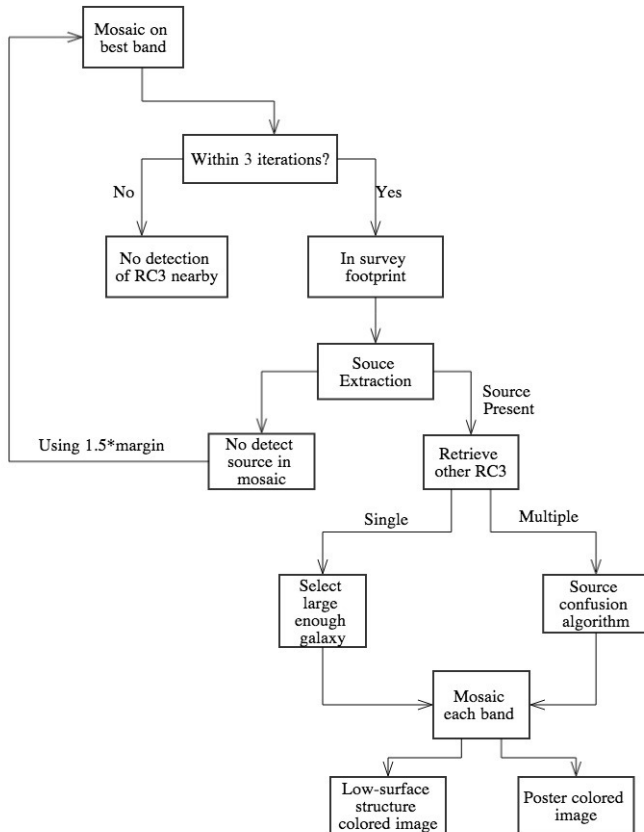 Mosaic on
best band
Within 3 iterations?
No
Yes
No detection
of RC3 nearby
In survey
footprint
Souce
Extraction
Source
Present
Using 1.5*margin
No detect
source in
mosaic
Retrieve
other RC3
Single
Multiple
Select
large
enough
galaxy
Source
confusion
algorithm
Mosaic
each band
Low-surface
structure
colored image
Poster colored
image